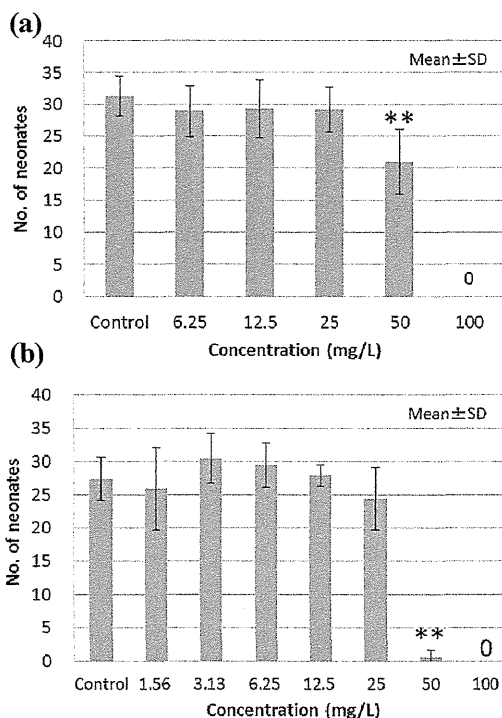 (a)
40
Mean±SD
35
30
25
20
15
10
5
0
No. of neonates
**
0
Control 6.25 12.5 25 50 100
Concentration (mg/L)
(b)
40
Mean±SD
35
30
25
20
15
10
5
0
No. of neonates
**
0
Control 1.56 3.13 6.25 12.5 25 50 100
Concentration (mg/L)